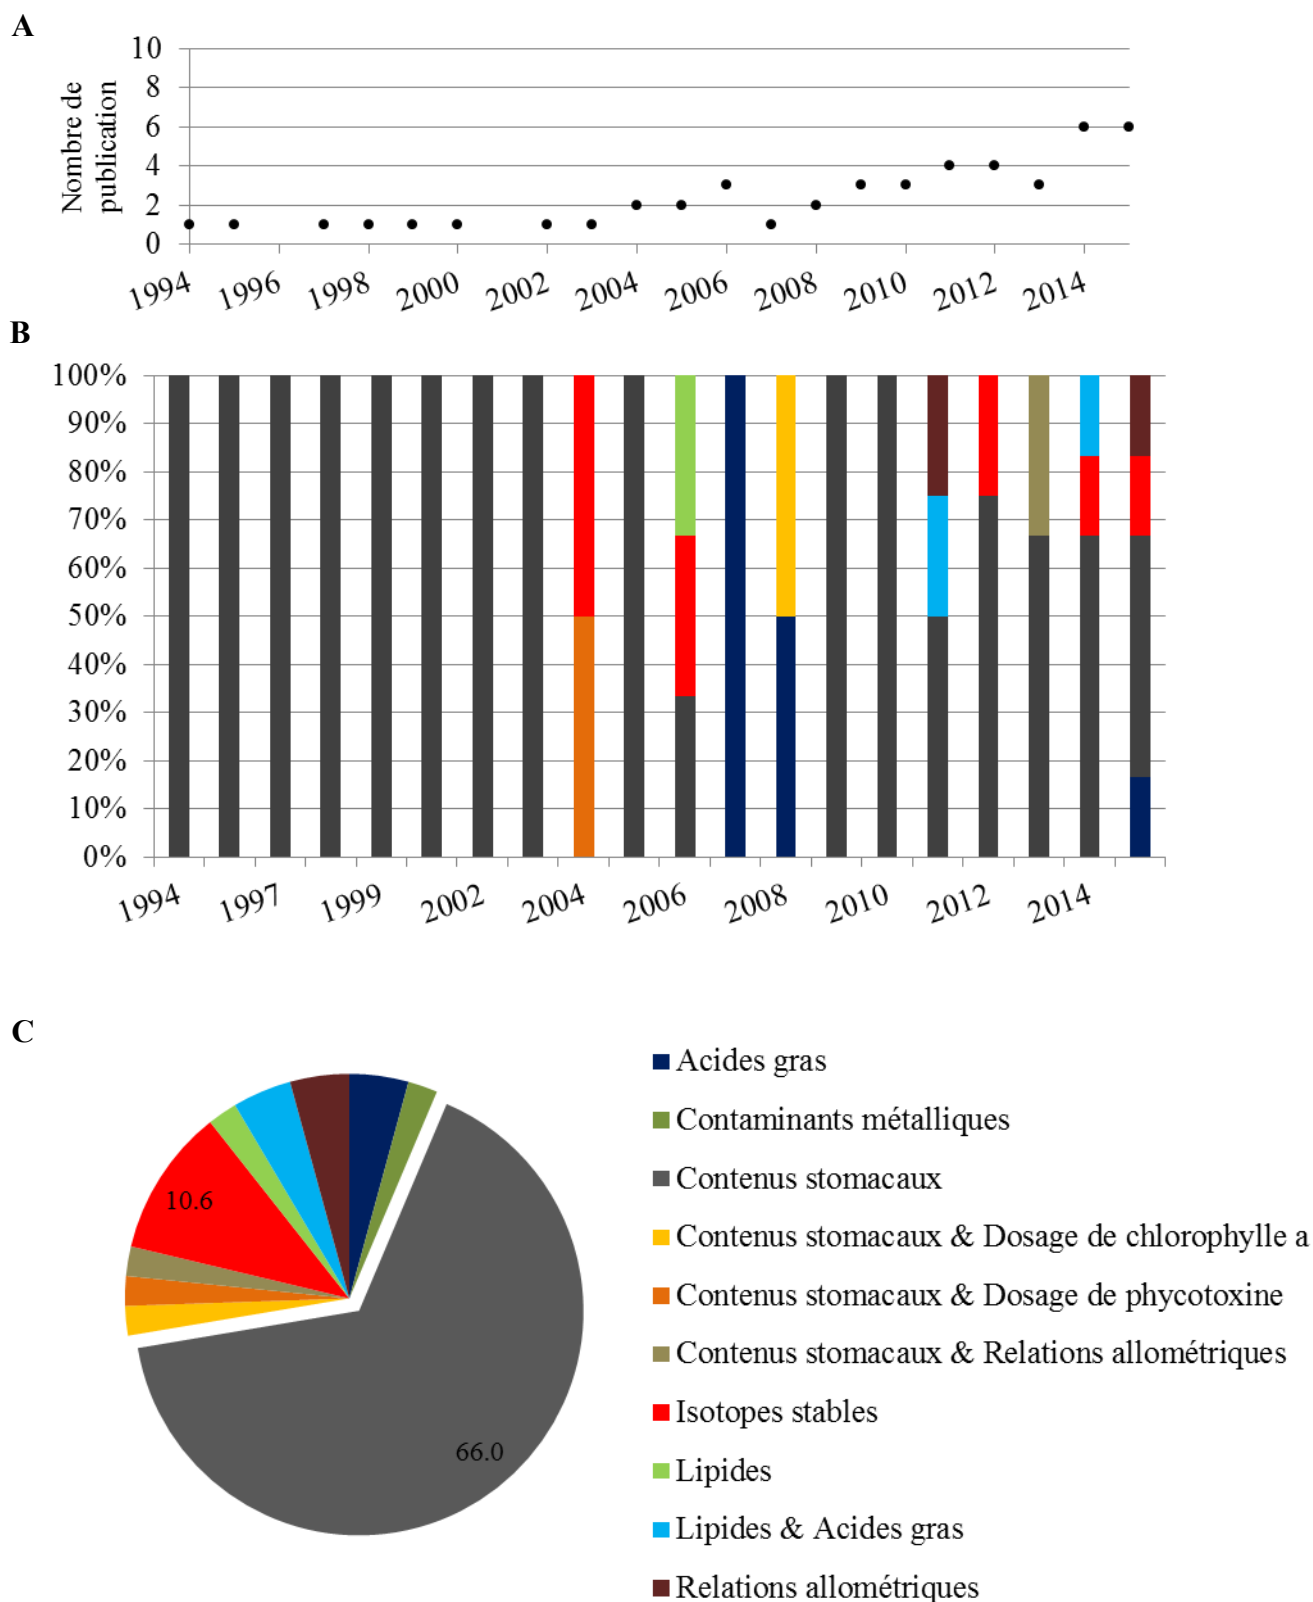 A
Nombre de
publication
10
8
6
4
2
0
1994
1996
1998
2000
2002
2004
2006
2008
2010
2012
2014
B
100%
90%
80%
70%
60%
50%
40%
30%
20%
10%
0%
1994
1997
1999
2002
2004
2006
2008
2010
2012
2014
C
10.6
66.0
Acides gras
Contaminants métalliques
Contenus stomacaux
Contenus stomacaux & Dosage de chlorophylle a
Contenus stomacaux & Dosage de phycotoxine
Contenus stomacaux & Relations allométriques
Isotopes stables
Lipides
Lipides & Acides gras
Relations allométriques